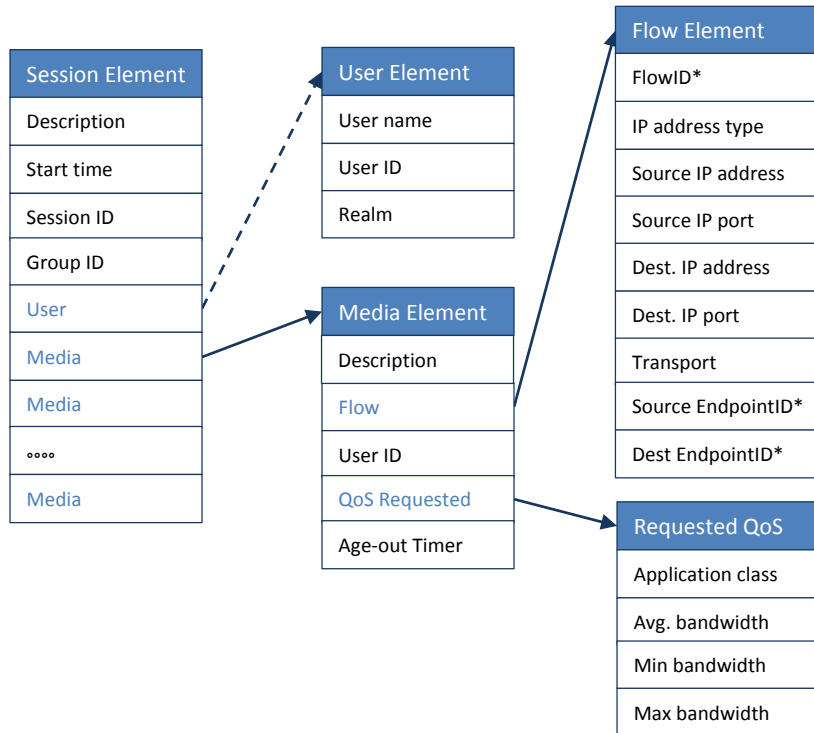 Session Element
Description
Start time
Session ID
Group ID
User
Media
Media
°°°°
Media
User Element
User name
User ID
Realm
Media Element
Description
Flow
User ID
QoS Requested
Age-out Timer
Flow Element
FlowID*
IP address type
Source IP address
Source IP port
Dest. IP address
Dest. IP port
Transport
Source EndpointID*
Dest EndpointID*
Requested QoS
Application class
Avg. bandwidth
Min bandwidth
Max bandwidth